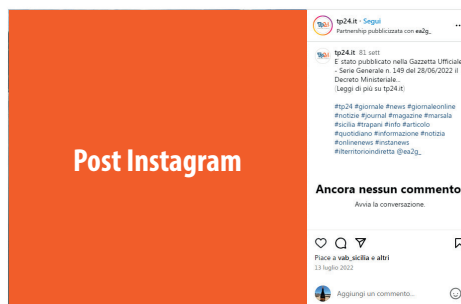 Post Instagram
tp24.it · Segui
Partnership pubblicizzata con ea2g_
tp24.it 81 sett
E stato pubblicato nella Gazzetta Ufficiale
- Serie Generale n. 149 del 28/06/2022 il
Decreto Ministeriale...
(Leggi di più su tp24.it)
#tp24 #giornale #news #giornaleonline
#notizie #journal #magazine #marsala
#sicilia #trapani #info #articolo
#quotidiano #informazione #notizia
#onlinenews #instanews
#ilterritorioindiretta @ea2g_
Ancora nessun commento
Avvia la conversazione.
Piace a vab_sicilia e altri
13 luglio 2022
Aggiungi un commento...